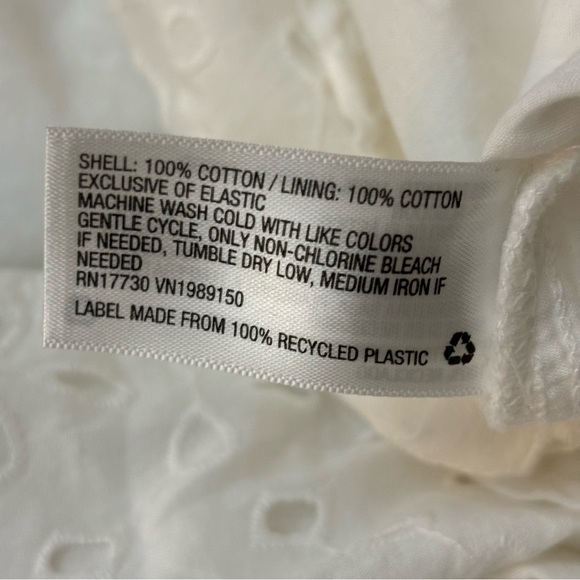 SHELL: 100% COTTON / LINING: 100% COTTON
EXCLUSIVE OF ELASTIC
MACHINE WASH COLD WITH LIKE COLORS
GENTLE CYCLE, ONLY NON-CHLORINE BLEACH
IF NEEDED, TUMBLE DRY LOW, MEDIUM IRON IF
NEEDED
RN17730 VN1989150
LABEL MADE FROM 100% RECYCLED PLASTIC